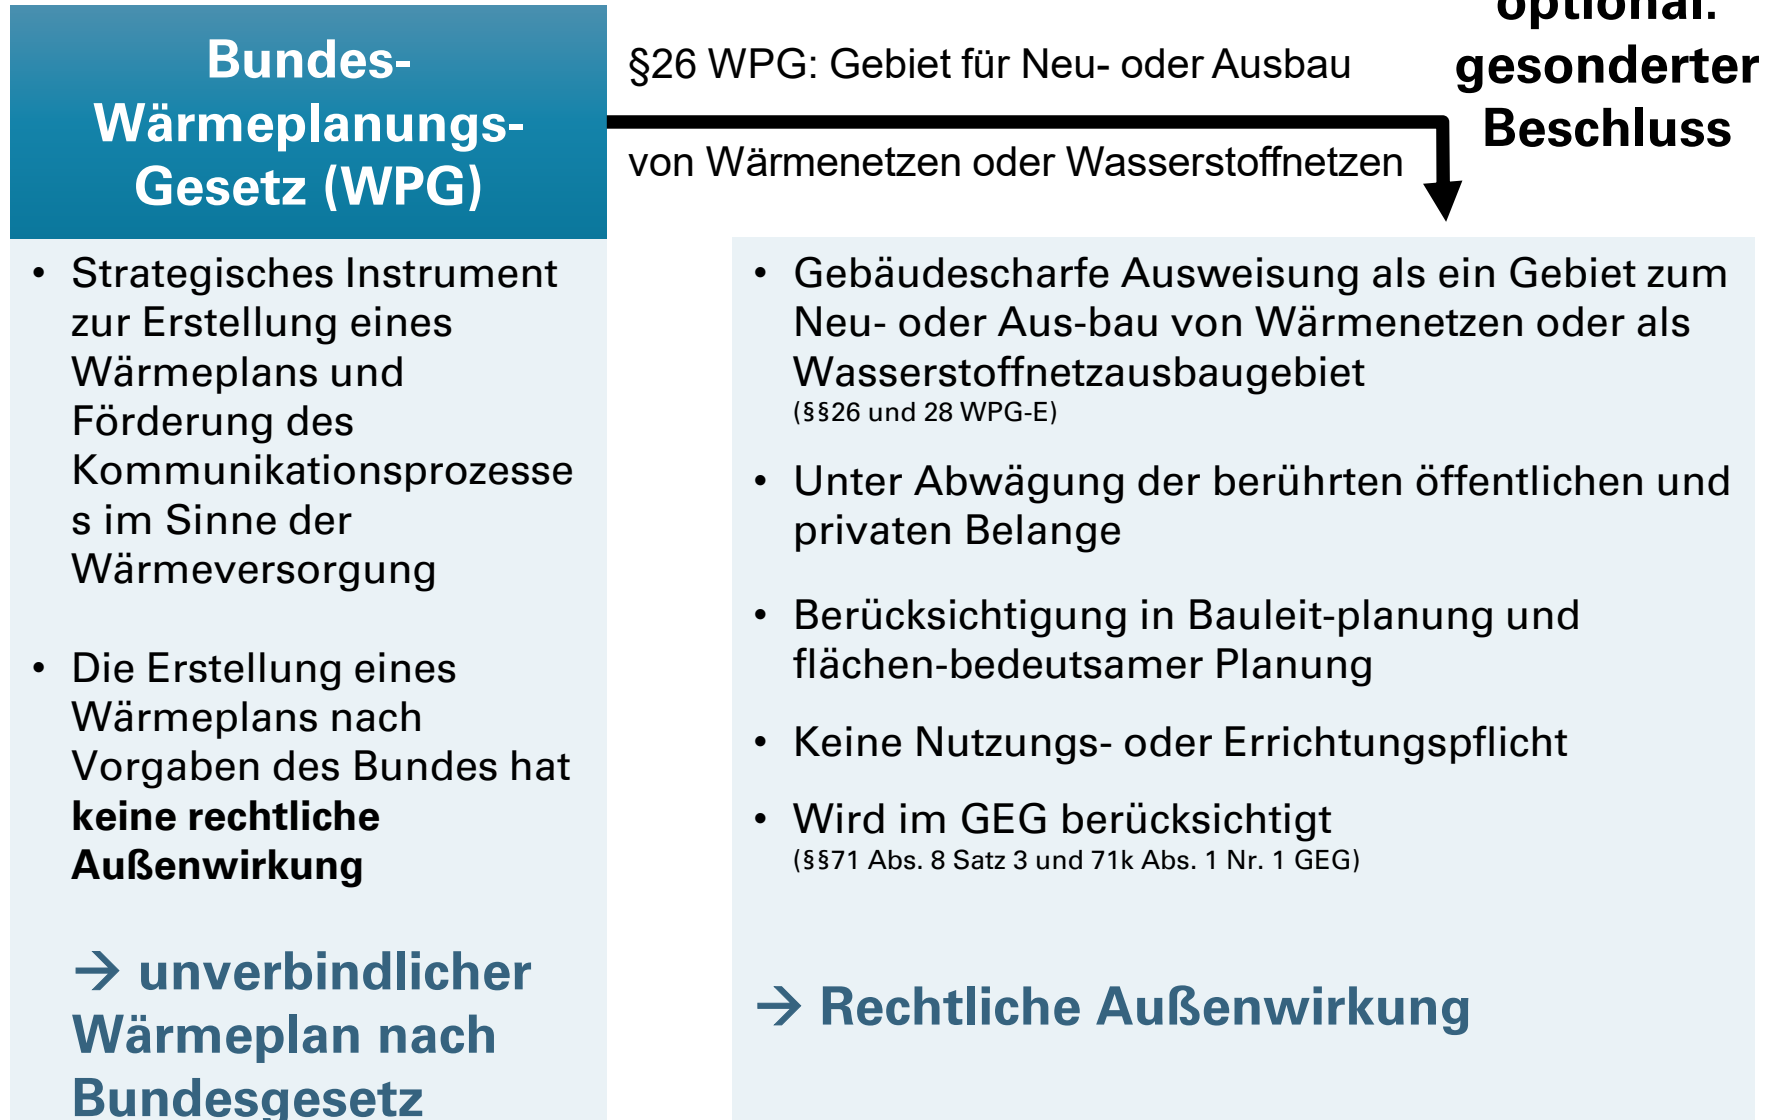 Bundes-
Wärmeplanungs-
Gesetz (WPG)
§26 WPG: Gebiet für Neu- oder Ausbau
von Wärmenetzen oder Wasserstoffnetzen
optional:
gesonderter
Beschluss
• Strategisches Instrument
zur Erstellung eines
Wärmeplans und
Förderung des
Kommunikationsprozesse
s im Sinne der
Wärmeversorgung
• Die Erstellung eines
Wärmeplans nach
Vorgaben des Bundes hat
keine rechtliche
Außenwirkung
→ unverbindlicher
Wärmeplan nach
Bundesgesetz
• Gebäudescharfe Ausweisung als ein Gebiet zum
Neu- oder Aus-bau von Wärmenetzen oder als
Wasserstoffnetzausbaugebiet
(§§26 und 28 WPG-E)
• Unter Abwägung der berührten öffentlichen und
privaten Belange
• Berücksichtigung in Bauleit-planung und
flächen-bedeutsamer Planung
• Keine Nutzungs- oder Errichtungspflicht
• Wird im GEG berücksichtigt
(§§71 Abs. 8 Satz 3 und 71k Abs. 1 Nr. 1 GEG)
→ Rechtliche Außenwirkung